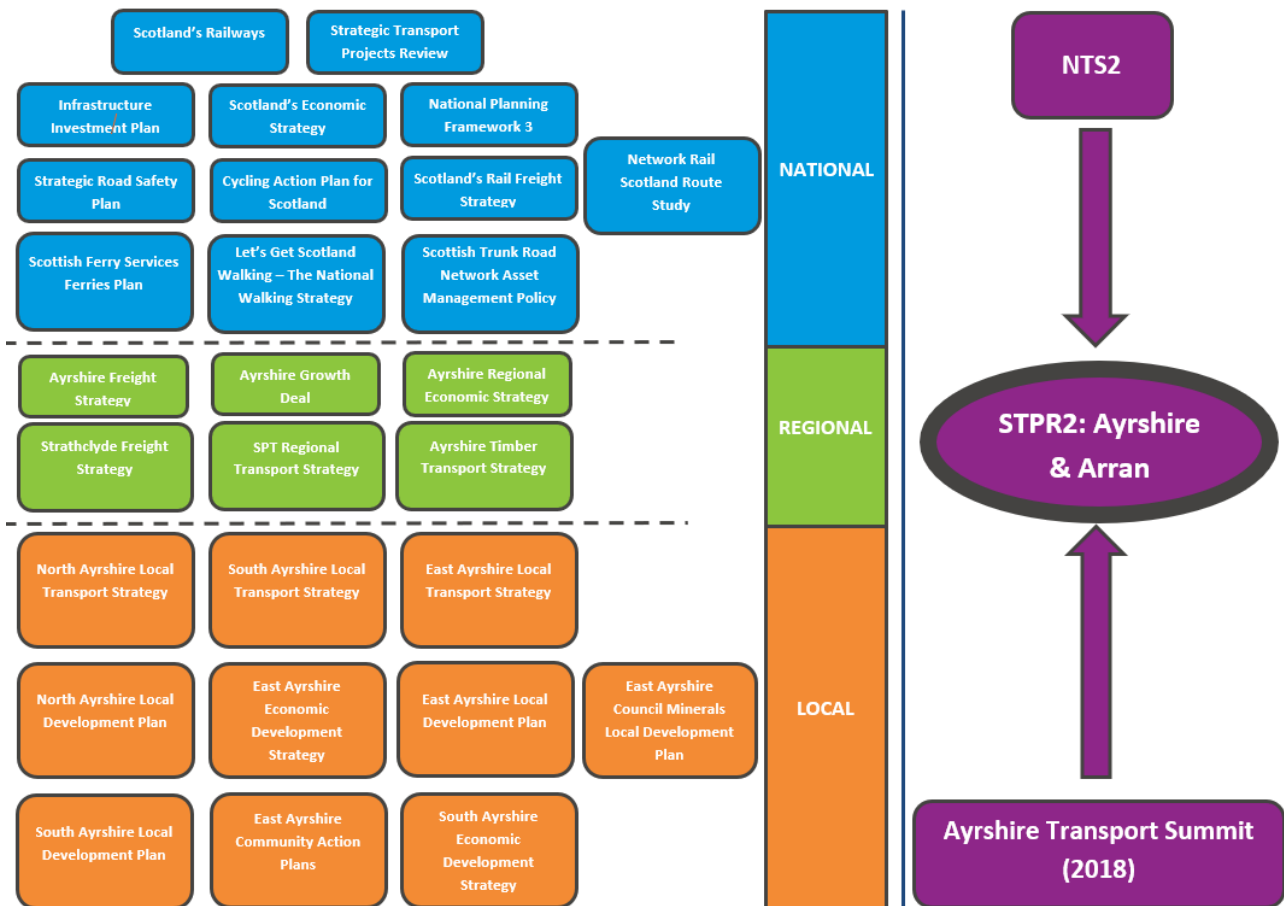 Scotland's Railways
Strategic Transport
Projects Review
Infrastructure
Investment Plan
Scotland's Economic
Strategy
National Planning
Framework 3
Strategic Road Safety
Plan
Cycling Action Plan for
Scotland
Scotland's Rail Freight
Strategy
Network Rail
Scotland Route
Study
Scottish Ferry Services
Ferries Plan
Let's Get Scotland
Walking – The National
Walking Strategy
Scottish Trunk Road
Network Asset
Management Policy
NATIONAL
Ayrshire Freight
Strategy
Ayrshire Growth
Deal
Ayrshire Regional
Economic Strategy
Strathclyde Freight
Strategy
SPT Regional
Transport Strategy
Ayrshire Timber
Transport Strategy
REGIONAL
North Ayrshire Local
Transport Strategy
South Ayrshire Local
Transport Strategy
East Ayrshire Local
Transport Strategy
North Ayrshire Local
Development Plan
East Ayrshire
Economic
Development
Strategy
East Ayrshire Local
Development Plan
East Ayrshire
Council Minerals
Local Development
Plan
South Ayrshire Local
Development Plan
East Ayrshire
Community Action
Plans
South Ayrshire
Economic
Development
Strategy
LOCAL
NTS2
STPR2: Ayrshire
& Arran
Ayrshire Transport Summit
(2018)